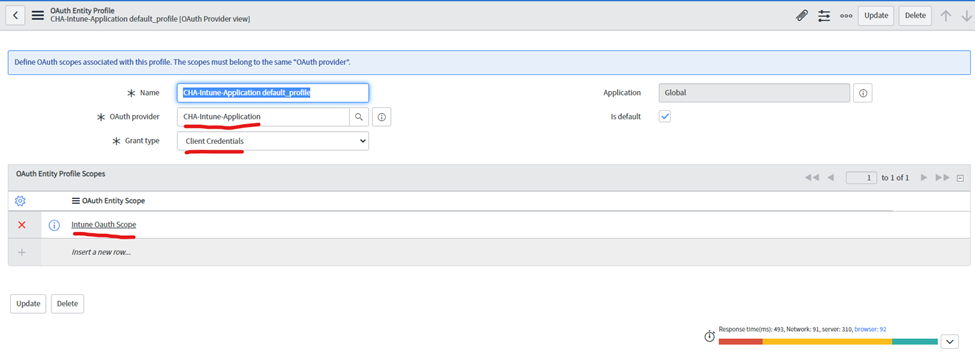 OAuth Entity Profile
CHA-Intune-Application default_profile [OAuth Provider view]
Update
Delete
Define OAuth scopes associated with this profile. The scopes must belong to the same "OAuth provider".
Name
CHA-Intune-Application default_profile
Application
Global
OAuth provider
CHA-Intune-Application
Is default
Grant type
Client Credentials
OAuth Entity Profile Scopes
1 to 1 of 1
OAuth Entity Scope
Intune Oauth Scope
Insert a new row...
Update
Delete
Response time(ms): 493, Network: 91, server: 310, browser: 92